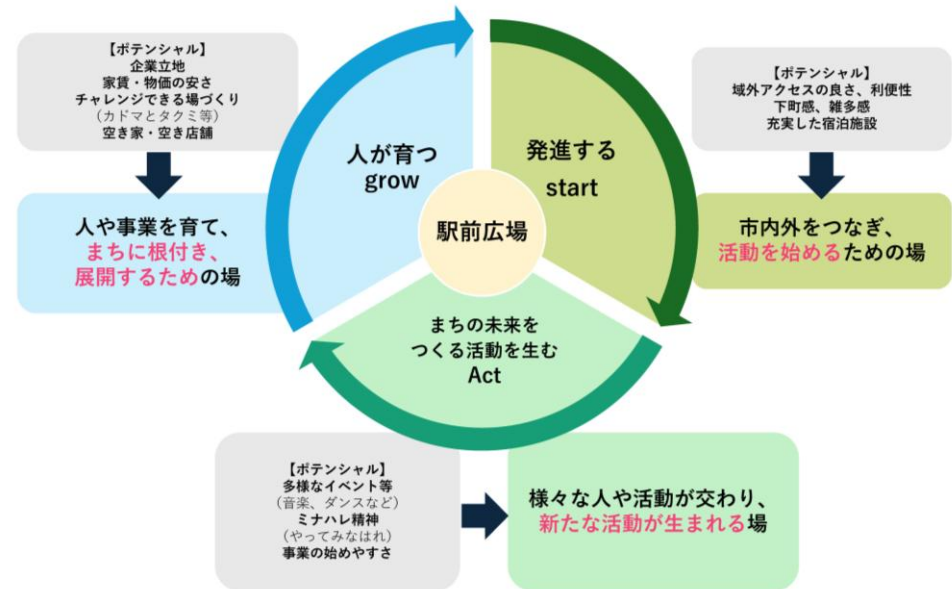 【ポテンシャル】
企業立地
家賃・物価の安さ
チャレンジできる場づくり
（カドマとタクミ等）
空き家・空き店舗
人や事業を育て、
まちに根付き、
展開するための場
人が育つ
grow
発進する
start
駅前広場
まちの未来を
つくる活動を生む
Act
【ポテンシャル】
域外アクセスの良さ、利便性
下町感、雑多感
充実した宿泊施設
市内外をつなぎ、
活動を始めるための場
【ポテンシャル】
多様なイベント等
（音楽、ダンスなど）
ミナハレ精神
（やってみなはれ）
事業の始めやすさ
様々な人や活動が交わり、
新たな活動が生まれる場